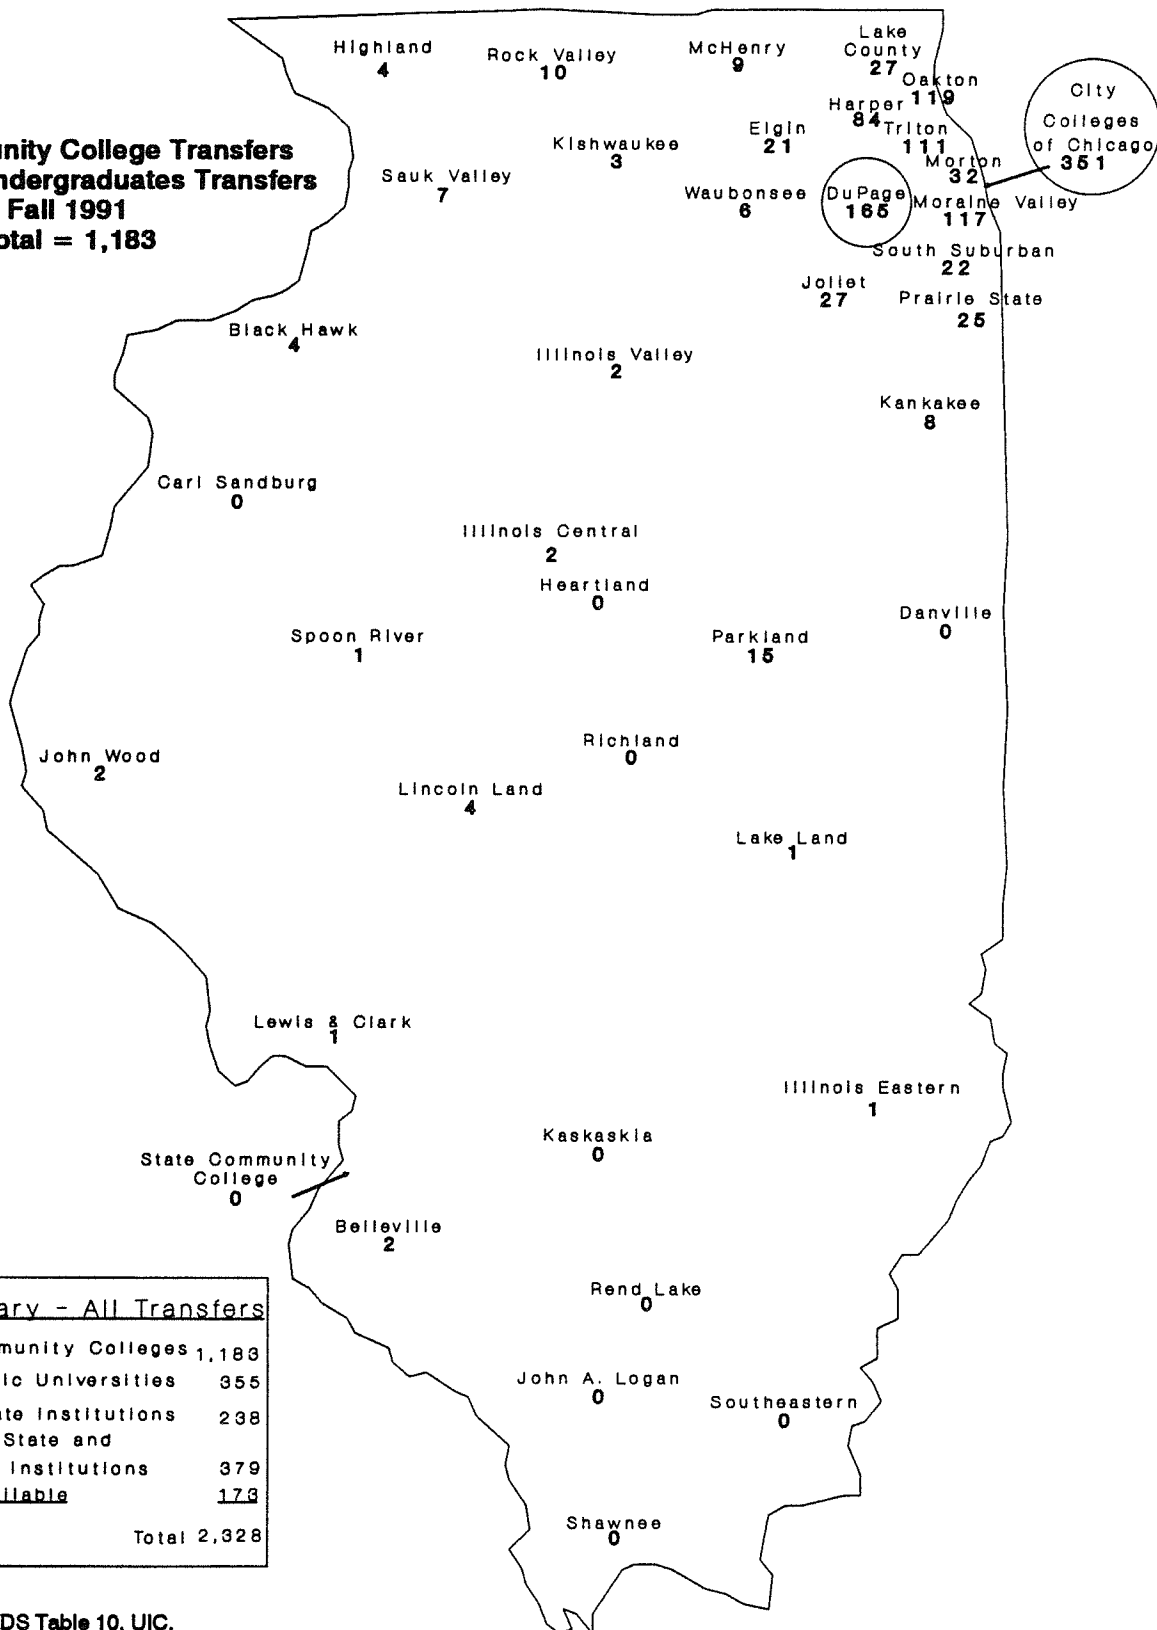 Highland
4
Rock Valley
10
McHenry
9
Lake
County
27
Oakton
119
Harper
84
Triton
111
City
Colleges
of Chicago
351
Elgin
21
Kishwaukee
3
Morton
32
unity College Transfers
ndergraduates Transfers
Fall 1991
otal = 1,183
Sauk Valley
7
Waubonsee
6
DuPage
165
Moraine Valley
117
South Suburban
22
Joliet
27
Prairie State
25
Black Hawk
4
Illinois Valley
2
Kankakee
8
Carl Sandburg
0
Illinois Central
2
Heartland
0
Danville
0
Spoon River
1
Parkland
15
Richland
0
John Wood
2
Lincoln Land
4
Lake Land
1
Lewis & Clark
1
Illinois Eastern
1
Kaskaskia
0
State Community
College
0
Belleville
2
Rend Lake
0
John A. Logan
0
Southeastern
0
Shawnee
0
ary - All Transfers
munity Colleges 1,183
ic Universities 355
ate Institutions 238
State and
Institutions 379
ilable 173
Total 2,328
DS Table 10, UIC.